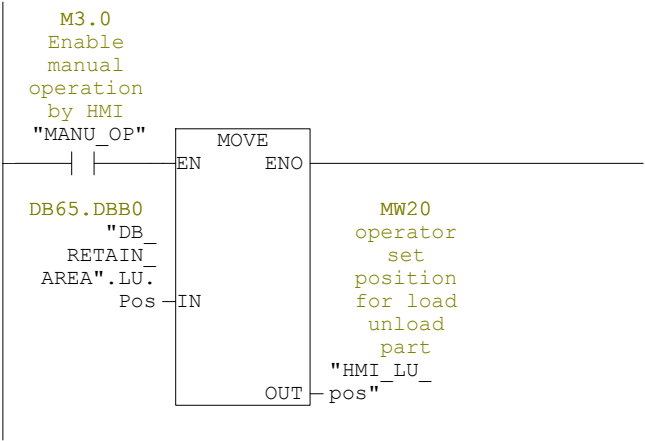 M3.0
Enable
manual
operation
by HMI
"MANU_OP"
MOVE
EN
ENO
DB65.DBB0
"DB_
RETAIN_
AREA".LU.
Pos
IN
MW20
operator
set
position
for load
unload
part
"HMI_LU_
pos"
OUT